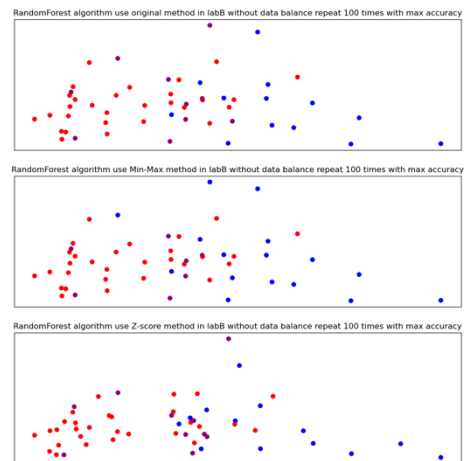 RandomForest algorithm use original method in labB without data balance repeat 100 times with max accuracy
RandomForest algorithm use Min-Max method in labB without data balance repeat 100 times with max accuracy
RandomForest algorithm use Z-score method in labB without data balance repeat 100 times with max accuracy